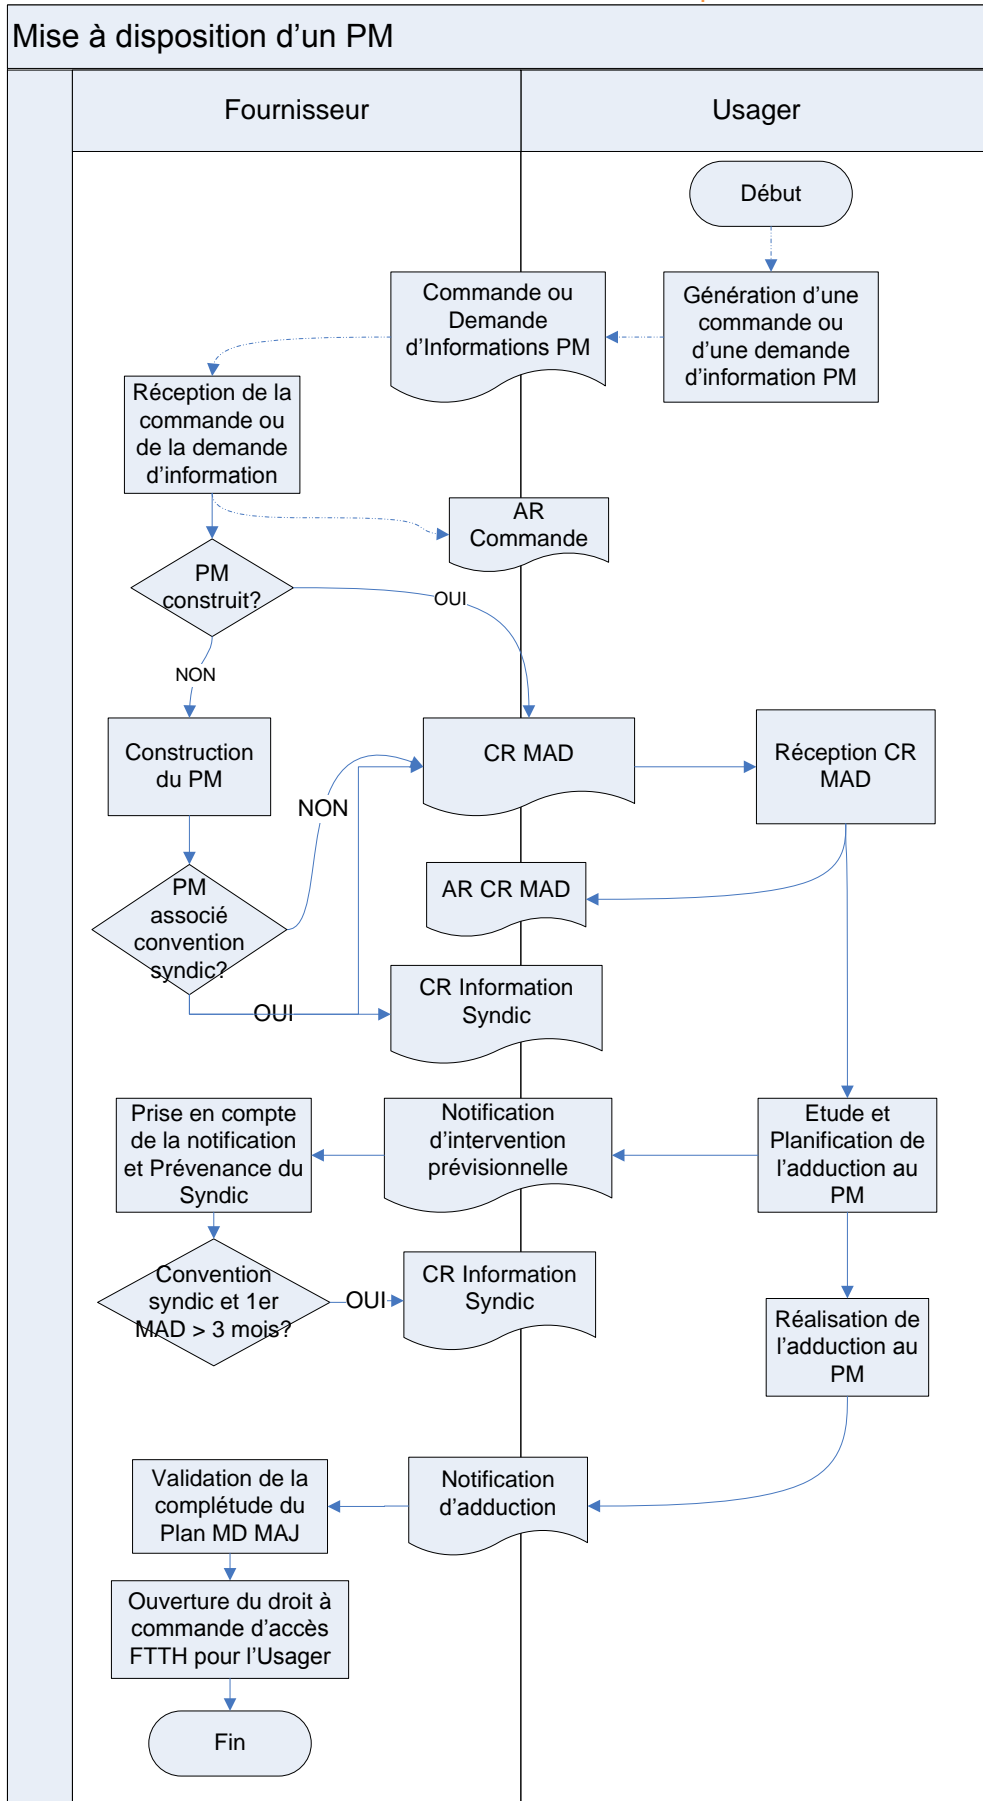 Mise à disposition d’un PM
Fournisseur
Usager
Début
Commande ou
Demande
d’Informations PM
Génération d’une
commande ou
d’une demande
d’information PM
Réception de la
commande ou
de la demande
d’information
AR
Commande
PM
construit?
OUI
NON
Construction
du PM
CR MAD
Réception CR
MAD
NON
PM
associé
convention
syndic?
AR CR MAD
OUI
CR Information
Syndic
Prise en compte
de la notification
et Prévenance du
Syndic
Notification
d’intervention
prévisionnelle
Etude et
Planification de
l’adduction au
PM
Convention
syndic et 1er
MAD > 3 mois?
OUI
CR Information
Syndic
Réalisation de
l’adduction au
PM
Validation de la
complétude du
Plan MD MAJ
Notification
d’adduction
Ouverture du droit à
commande d’accès
FTTH pour l’Usager
Fin